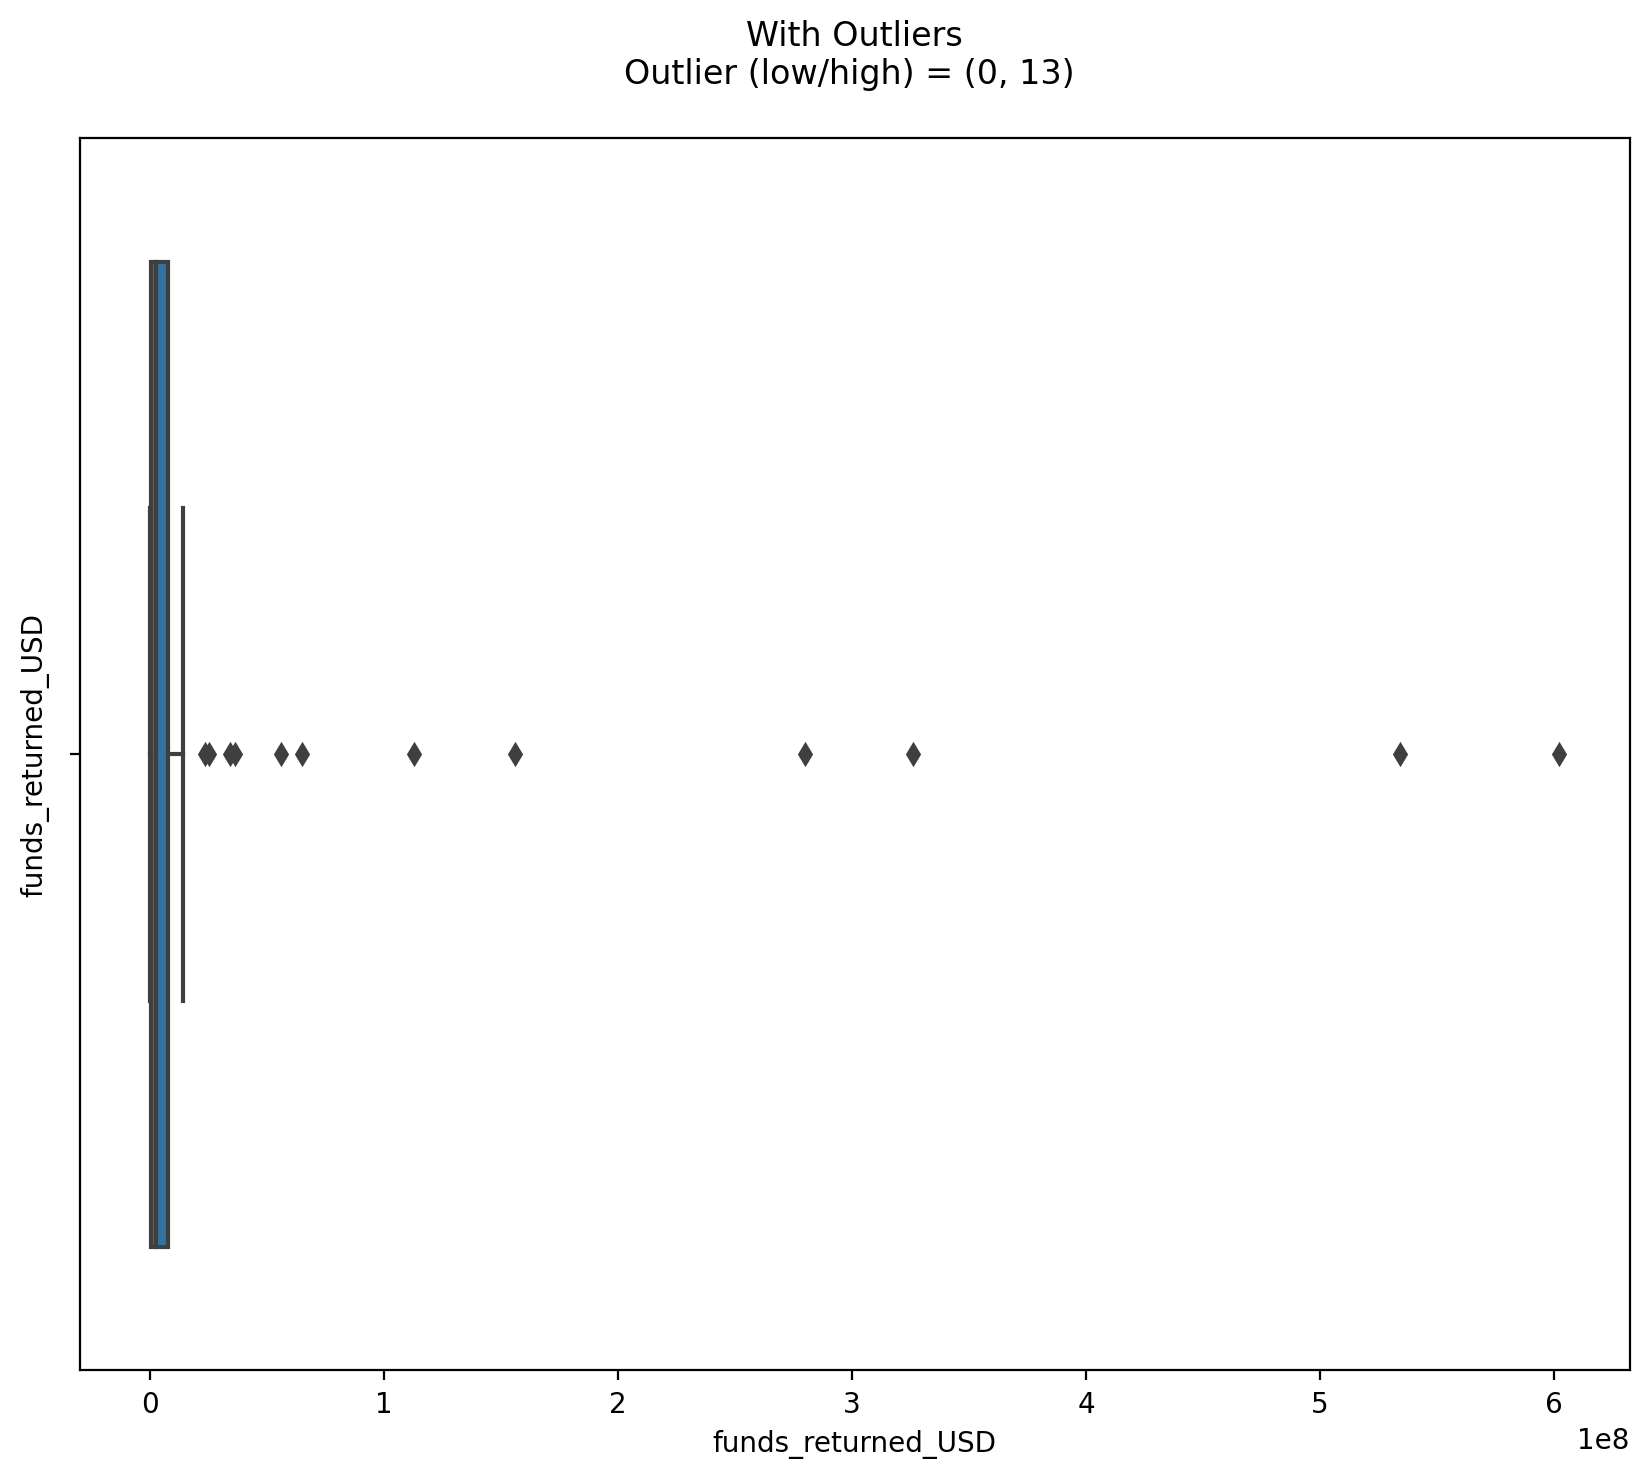 With Outliers
Outlier (low/high) = (0, 13)
funds_returned_USD
0 1 2 3 4 5 6
1e8
funds_returned_USD